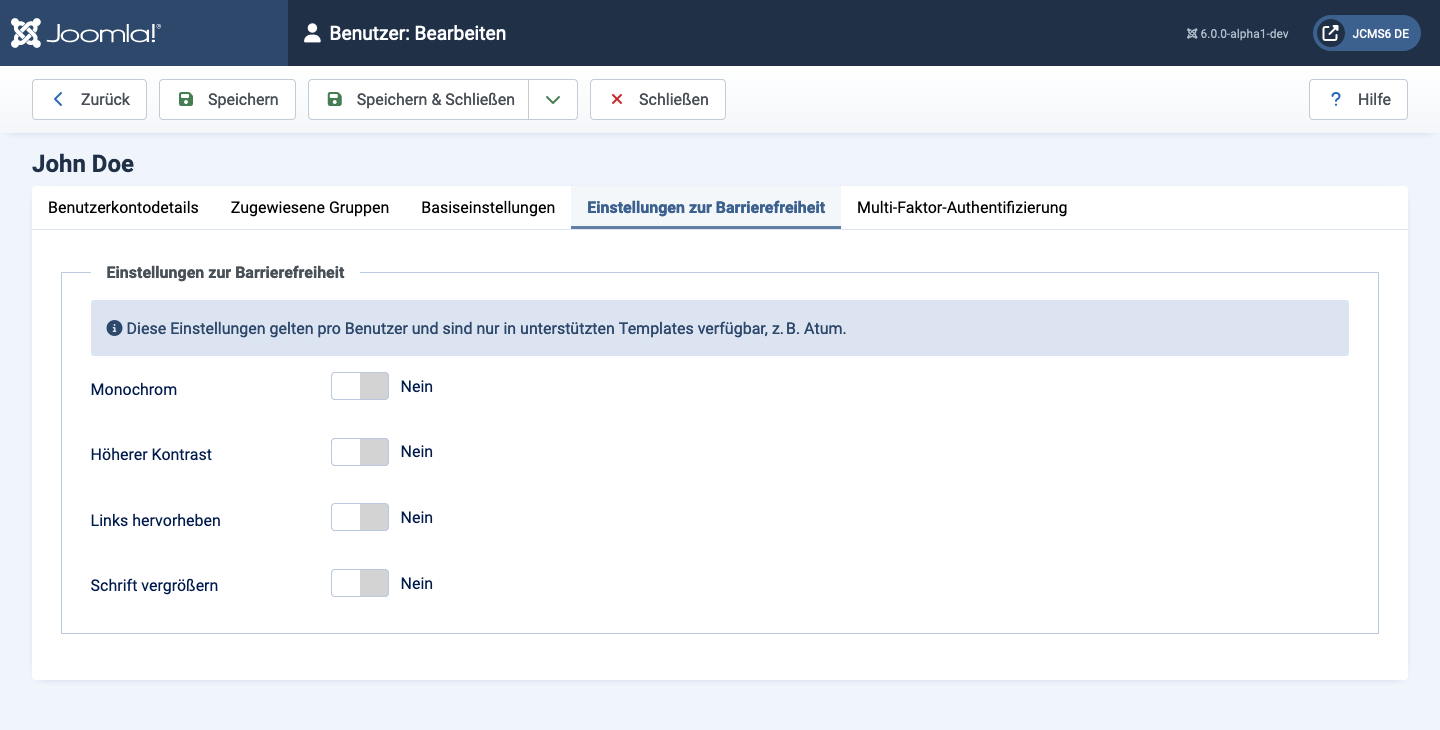 Joomla!®
Benutzer: Bearbeiten
6.0.0-alpha1-dev
JCMS6 DE
Zurück
Speichern
Speichern & Schließen
Schließen
? Hilfe
John Doe
Benutzerkontodetails
Zugewiesene Gruppen
Basiseinstellungen
Einstellungen zur Barrierefreiheit
Multi-Faktor-Authentifizierung
Einstellungen zur Barrierefreiheit
Diese Einstellungen gelten pro Benutzer und sind nur in unterstützten Templates verfügbar, z. B. Atum.
Monochrom
Nein
Höherer Kontrast
Nein
Links hervorheben
Nein
Schrift vergrößern
Nein